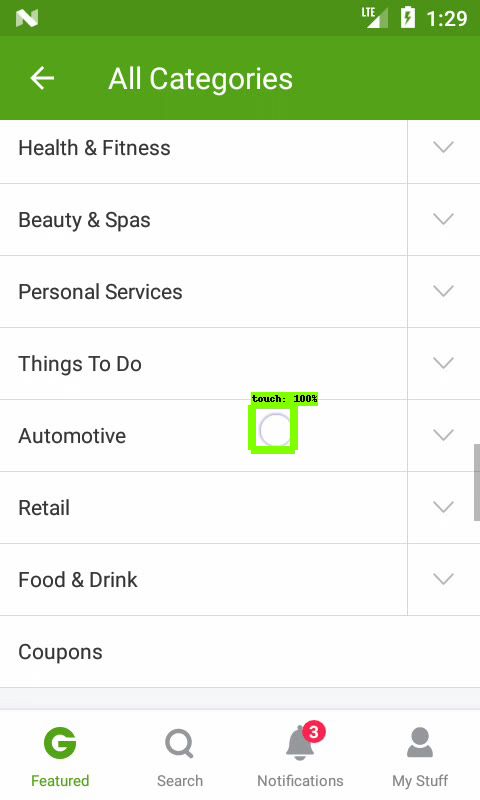 LTE 1:29
All Categories
Health & Fitness
Beauty & Spas
Personal Services
Things To Do
touch: 100%
Automotive
Retail
Food & Drink
Coupons
3
Featured Search Notifications My Stuff